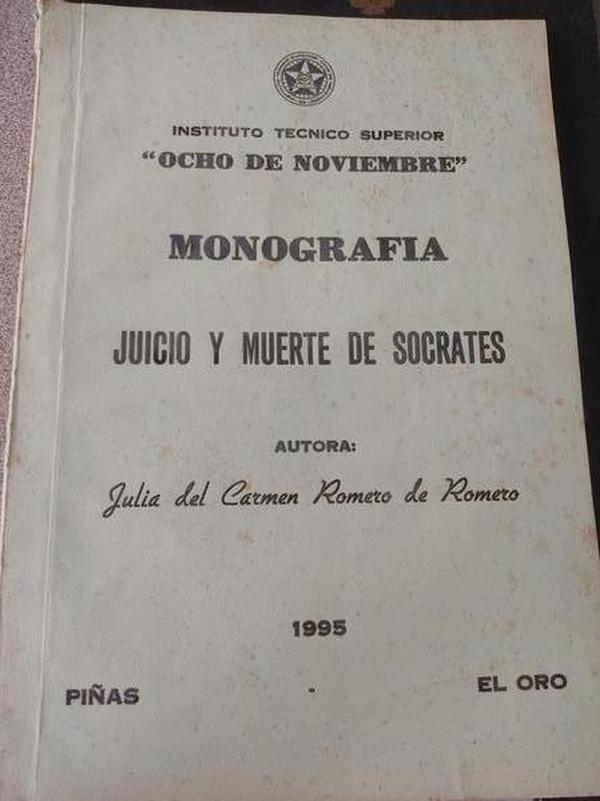 INSTITUTO TECNICO SUPERIOR
“OCHO DE NOVIEMBRE”
MONOGRAFIA
JUICIO Y MUERTE DE SOCRATES
AUTORA:
Julia del Carmen Romero de Romero
1995
PIÑAS - EL ORO